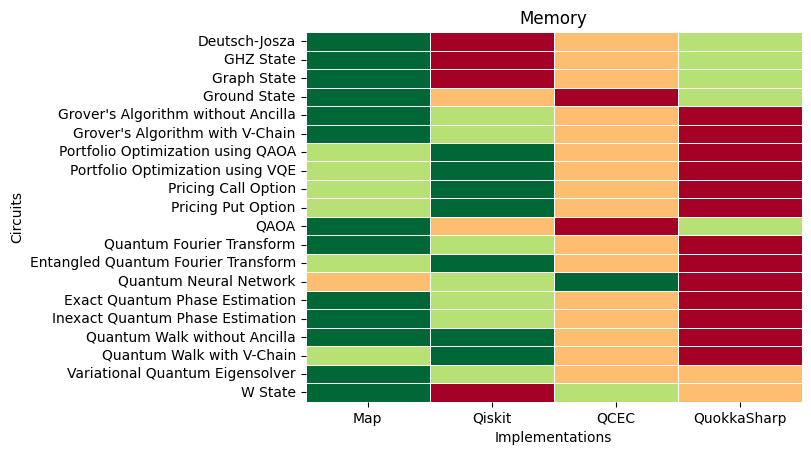 Memory
Circuits
Deutsch-Josza
GHZ State
Graph State
Ground State
Grover's Algorithm without Ancilla
Grover's Algorithm with V-Chain
Portfolio Optimization using QAOA
Portfolio Optimization using VQE
Pricing Call Option
Pricing Put Option
QAOA
Quantum Fourier Transform
Entangled Quantum Fourier Transform
Quantum Neural Network
Exact Quantum Phase Estimation
Inexact Quantum Phase Estimation
Quantum Walk without Ancilla
Quantum Walk with V-Chain
Variational Quantum Eigensolver
W State
Map Qiskit QCEC QuokkaSharp
Implementations